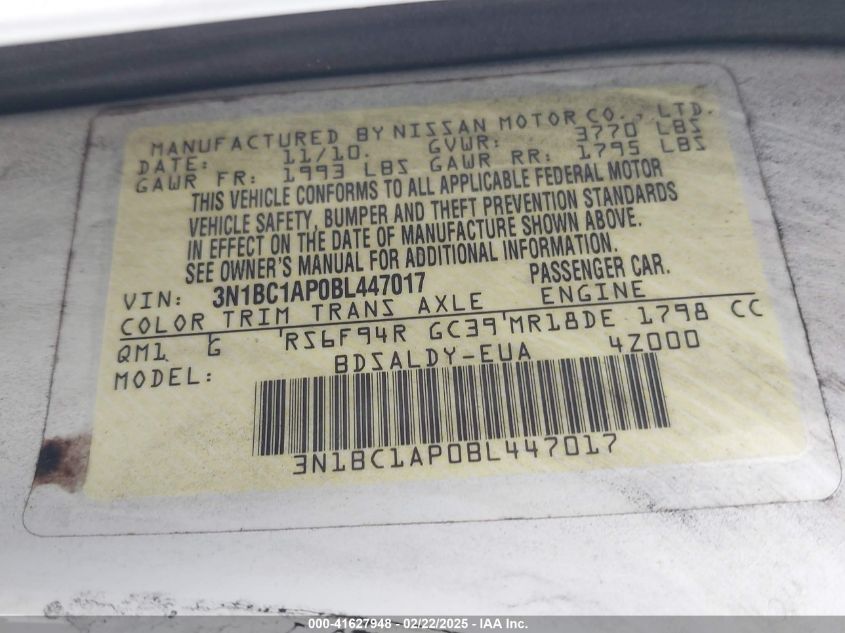 MANUFACTURED BY NISSAN MOTOR CO., LTD.
DATE: 11/10. GVWR: 3770 LBS
GAWR FR: 1993 LBS GAWR RR: 1795 LBS
THIS VEHICLE CONFORMS TO ALL APPLICABLE FEDERAL MOTOR
VEHICLE SAFETY, BUMPER AND THEFT PREVENTION STANDARDS
IN EFFECT ON THE DATE OF MANUFACTURE SHOWN ABOVE.
SEE OWNER'S MANUAL FOR ADDITIONAL INFORMATION.
VIN: 3N1BC1AP0BL447017 PASSENGER CAR.
COLOR TRIM TRANS AXLE ENGINE
QM1 G 'RS6F94R GC39'MR18DE 1798 CC
MODEL: BDSALDY-EUA 4Z000
3N1BC1AP0BL447017
000-41627948 - 02/22/2025 - IAA Inc.